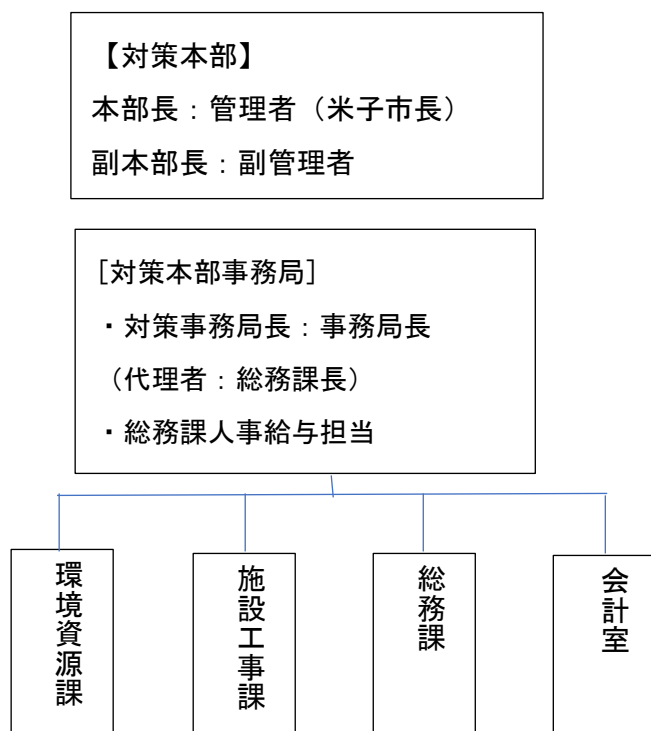 【対策本部】
本部長：管理者（米子市長）
副本部長：副管理者
［対策本部事務局］
・対策事務局長：事務局長
（代理者：総務課長）
・総務課人事給与担当
環境資源課
施設工事課
総務課
会計室